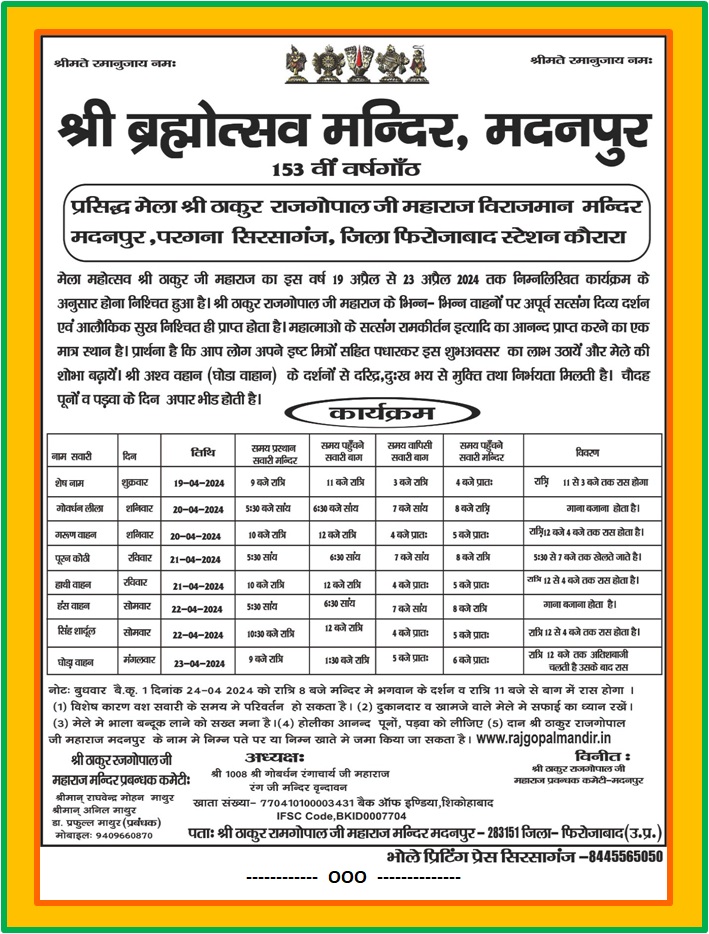 श्रीमते रमानुजाय नमः
श्रीमते रमानुजाय नमः
श्री ब्रह्मोत्सव मन्दिर, मदनपुर
153 वीं वर्षगाँठ
प्रसिद्ध मेला श्री ठाकुर राजगोपाल जी महाराज विराजमान मन्दिर
मदनपुर ,परगना सिरसागंज, जिला फिरोजाबाद स्टेशन कौरारा
मेला महोत्सव श्री ठाकुर जी महाराज का इस वर्ष 19 अप्रैल से 23 अप्रैल 2024 तक निम्नलिखित कार्यक्रम के
अनुसार होना निश्चित हुआ है। श्री ठाकुर राजगोपाल जी महाराज के भिन्न- भिन्न वाहनों पर अपूर्व सत्संग दिव्य दर्शन
एवं आलौकिक सुख निश्चित ही प्राप्त होता है। महात्माओ के सत्संग रामकीर्तन इत्यादि का आनन्द प्राप्त करने का एक
मात्र स्थान है। प्रार्थना है कि आप लोग अपने इष्ट मित्रों सहित पधारकर इस शुभअवसर का लाभ उठायें और मेले की
शोभा बढ़ायें। श्री अश्व वहान (घोडा वाहान) के दर्शनों से दरिद्र,दुःख भय से मुक्ति तथा निर्भयता मिलती है। चौदह
पूनों व पड़वा के दिन अपार भीड होती है।
कार्यक्रम
नाम सवारी दिन तिथि समय प्रस्थान सवारी मन्दिर समय पहुँचने सवारी बाग समय वापिसी सवारी बाग समय पहुँचने सवारी मन्दिर विवरण
शेष नाम शुक्रवार 19-04-2024 9 बजे रात्रि 11 बजे रात्रि 3 बजे रात्रि 4 बजे प्रातः रात्रि 11 से 3 बजे तक रास होगा
गोवर्धन लीला शनिवार 20-04-2024 5:30 बजे सांय 6:30 बजे सांय 7 बजे सांय 8 बजे रात्रि गाना बजाना होता है।
गरूण वाहन शनिवार 20-04-2024 10 बजे रात्रि 12 बजे रात्रि 4 बजे प्रातः 5 बजे प्रातः रात्रि 12 बजे 4 बजे तक रास होता है।
पूरन कोठी रविवार 21-04-2024 5:30 सांय 6:30 सांय 7 बजे सांय 8 बजे रात्रि 5:30 से 7 बजे तक खेलते जाते है।
हाथी वाहन रविवार 21-04-2024 10 बजे रात्रि 12 बजे रात्रि 4 बजे प्रातः 5 बजे प्रातः रात्रि 12 से 4 बजे तक रास होता है।
हंस वाहन सोमवार 22-04-2024 5:30 सांय 6:30 सांय 7 बजे सांय 8 बजे रात्रि गाना बजाना होता है।
सिंह शार्दुल सोमवार 22-04-2024 10:30 बजे रात्रि 12 बजे रात्रि 4 बजे प्रातः 5 बजे प्रातः रात्रि 12 से 4 बजे तक रास होता है।
घोड़ा वाहन मंगलवार 23-04-2024 9 बजे रात्रि 1:30 बजे रात्रि 5 बजे प्रातः 6 बजे प्रातः रात्रि 12 बजे तक अतिशबाजी चलती है उसके बाद रास
नोटः बुधवार बै.कृ. 1 दिनांक 24-04 2024 को रात्रि 8 बजे मन्दिर मे भगवान के दर्शन व रात्रि 11 बजे से बाग में रास होगा ।
(1) विशेष कारण वश सवारी के समय मे परिवर्तन हो सकता है। (2) दुकानदार व खामजे वाले मेले मे सफाई का ध्यान रखें।
(3) मेले मे भाला बन्दूक लाने को सख्त मना है।(4) होलीका आनन्द पूनों, पड़वा को लीजिए (5) दान श्री ठाकुर राजगोपाल
जी महाराज मदनपुर के नाम मे निम्न पते पर या निम्न खाते मे जमा किया जा सकता है। www.rajgopalmandir.in
श्री ठाकुर रजगोपाल जी
महाराज मन्दिर प्रबन्धक कमेटीः
श्रीमान् राघवेन्द्र मोहन माथुर
श्रीमान् अनिल माथुर
डा. प्रफुल्ल माथुर (प्रबंधक)
मोबाइलः 9409660870
अध्यक्षः
श्री 1008 श्री गोबर्धन रंगाचार्य जी महाराज
रंग जी मन्दिर वृन्दावन
खाता संख्या- 770410100003431 बैक ऑफ इण्डिया,शिकोहाबाद
IFSC Code,BKID0007704
विनीत :
श्री ठाकुर राजगोपाल जी
महाराज प्रवन्धक कमेटी-मदनपुर
पताः श्री ठाकुर रामगोपाल जी महाराज मन्दिर मदनपुर - 283151 जिला- फिरोजाबाद(उ.प्र.)
भोले प्रिटिंग प्रेस सिरसागंज -8445565050
------------ OOO --------------